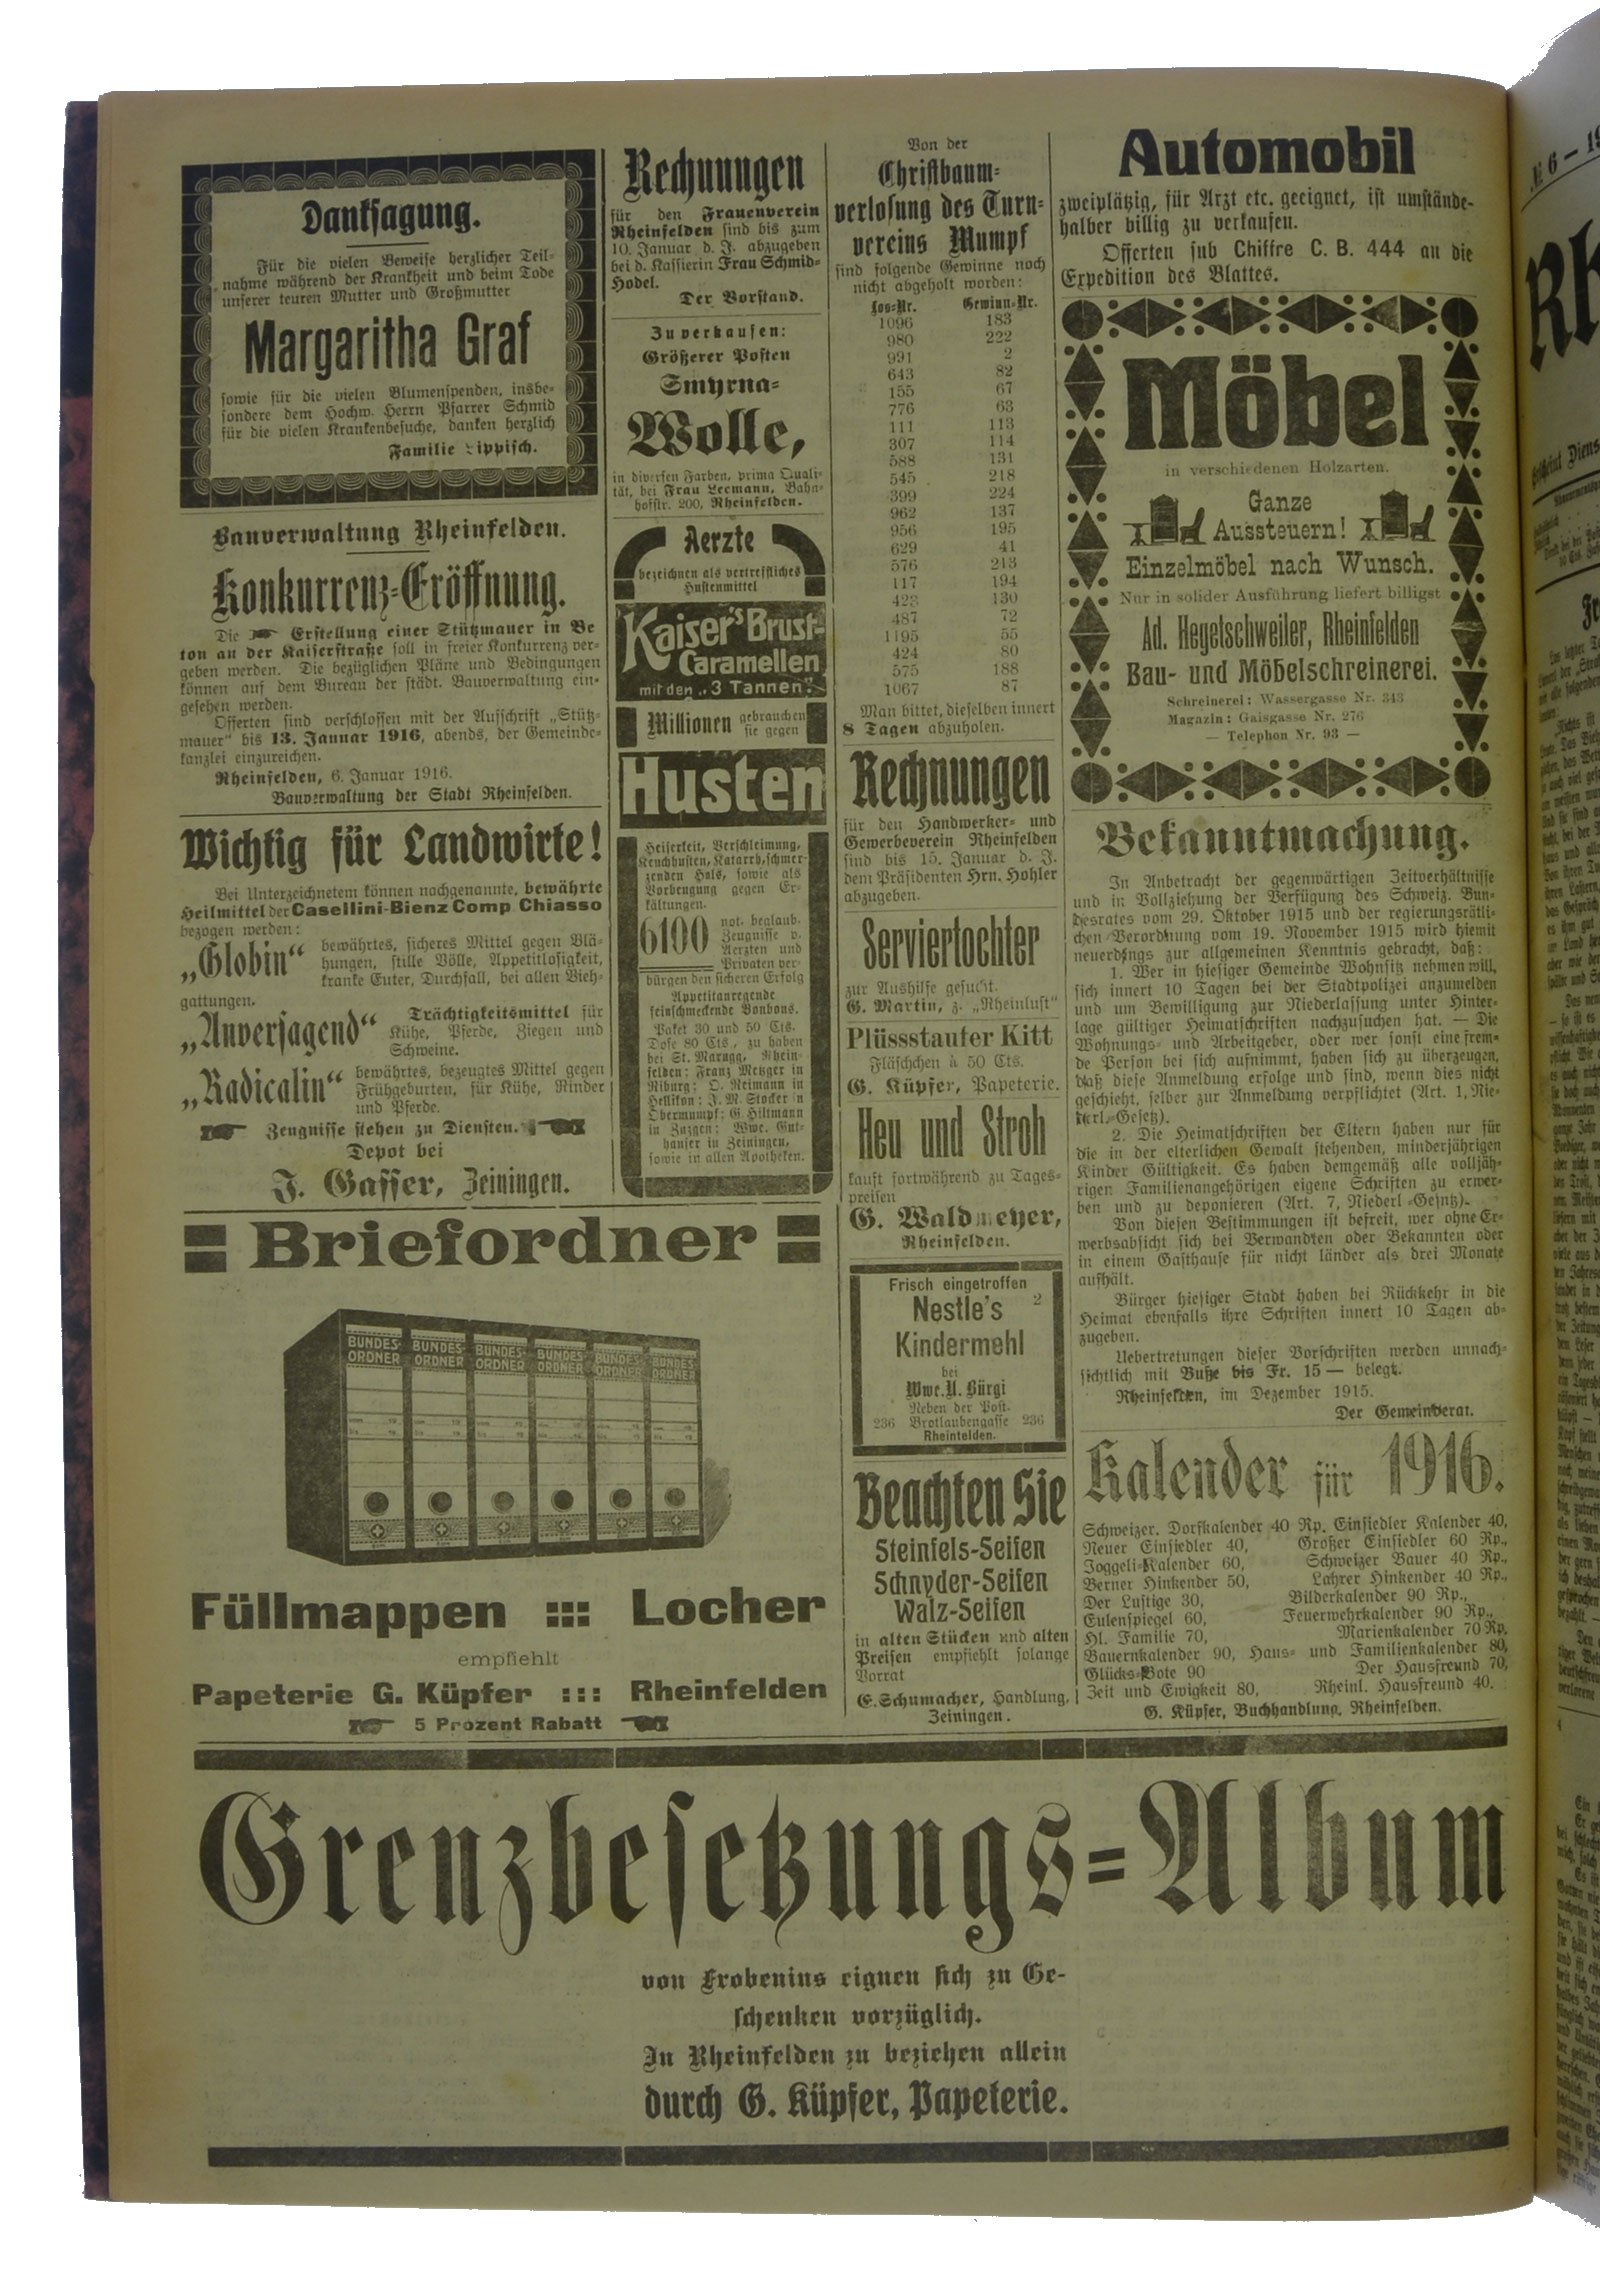 Danksagung.
Für die vielen Beweise herzlicher Teil-
nahme während der Krankheit und beim Tode
unserer teuren Mutter und Großmutter
Margaritha Graf
sowie für die vielen Blumenspenden, insbe-
sondere dem Hochw. Herrn Pfarrer Schmid
für die vielen Krankenbesuche, danken herzlich
Familie Lippisch.
Bauverwaltung Rheinfelden.
Konkurrenz-Eröffnung.
Die Erstellung einer Stützmauer in Be
ton an der Kaiserstraße soll in freier Konkurrenz ver-
geben werden. Die bezüglichen Pläne und Bedingungen
können auf dem Bureau der städt. Bauverwaltung ein-
gesehen werden.
Offerten sind verschlossen mit der Aufschrift „Stütz-
mauer“ bis 13. Januar 1916, abends, der Gemeinde-
kanzlei einzureichen.
Rheinfelden, 6. Januar 1916.
Bauverwaltung der Stadt Rheinfelden.
Wichtig für Landwirte!
Bei Unterzeichnetem können nachgenannte, bewährte
Heilmittel der Casellini-Bienz Comp Chiasso
bezogen werden:
„Globin“ bewährtes, sicheres Mittel gegen Blä-
hungen, stille Völle, Appetitlosigkeit,
kranke Euter, Durchfall, bei allen Vieh-
gattungen.
„Anversagend“ Trächtigkeitsmittel für
Kühe, Pferde, Ziegen und
Schweine.
„Radicalin“ bewährtes, bezeugtes Mittel gegen
Frühgeburten, für Kühe, Rinder
und Pferde.
Zeugnisse stehen zu Diensten.
Depot bei
J. Gasser, Zeiningen.
Rechnungen
für den Frauenverein
Rheinfelden sind bis zum
10. Januar d. J. abzugeben
bei d. Kassierin Frau Schmid-
Hodel.
Der Vorstand.
Zu verkaufen:
Größerer Posten
Smyrna-
Wolle,
in diversen Farben, prima Quali-
tät, bei Frau Leemann, Bahn-
hofstr. 200, Rheinfelden.
Aerzte
bezeichnen als vortreffliches
Hustenmittel
Kaiser's Brust-
Caramellen
mit den „3 Tannen“
Millionen gebrauchen
sie gegen
Husten
Heiserkeit, Verschleimung,
Keuchhusten, Katarrh, schmer-
zenden Hals, sowie als
Vorbeugung gegen Er-
kältungen.
6100 not. beglaub.
Zeugnisse v.
Aerzten und
Privaten ver-
bürgen den sicheren Erfolg
Appetitanregende
feinschmeckende Bonbons.
Paket 30 und 50 Cts.
Dose 80 Cts., zu haben
bei St. Marugg, Rhein-
felden; Franz Metzger in
Riburg; O. Reimann in
Hellikon; J. M. Stocker in
Obermumpf; G. Hiltmann
in Zuzgen; Wwe. Gut-
hauser in Zeiningen,
sowie in allen Apotheken.
Briefordner
BUNDES-
ORDNER
BUNDES-
ORDNER
BUNDES-
ORDNER
BUNDES-
ORDNER
BUNDES-
ORDNER
BUNDES-
ORDNER
Füllmappen ::: Locher
empfiehlt
Papeterie G. Küpfer ::: Rheinfelden
5 Prozent Rabatt
Von der
Christbaum-
verlosung des Turn-
vereins Mumpf
sind folgende Gewinne noch
nicht abgeholt worden:
Los-Nr. Gewinn-Nr.
1096 183
980 222
991 2
643 82
155 67
776 63
111 113
307 114
588 131
545 218
399 224
962 137
956 195
629 41
576 213
117 194
423 130
487 72
1195 55
424 80
575 188
1067 87
Man bittet, dieselben innert
8 Tagen abzuholen.
Rechnungen
für den Handwerker- und
Gewerbeverein Rheinfelden
sind bis 15. Januar d. J.
dem Präsidenten Hrn. Hohler
abzugeben.
Serviertochter
zur Aushilfe gesucht.
G. Martin, z. „Rheinlust“
Plüssstaufer Kitt
Fläschchen à 50 Cts.
G. Küpfer, Papeterie.
Heu und Stroh
kauft fortwährend zu Tages-
preisen
G. Waldmeyer,
Rheinfelden.
Frisch eingetroffen
Nestle's 2
Kindermehl
bei
Wwe. A. Bürgi
Neben der Post.
236 Brotlaubengasse 236
Rheinfelden.
Beachten Sie
Steinfels-Seifen
Schnyder-Seifen
Walz-Seifen
in alten Stücken und alten
Preisen empfiehlt solange
Vorrat
E. Schumacher, Handlung,
Zeiningen.
Automobil
zweiplätzig, für Arzt etc. geeignet, ist umstände-
halber billig zu verkaufen.
Offerten sub Chiffre C. B. 444 an die
Expedition des Blattes.
Möbel
in verschiedenen Holzarten.
Ganze
Aussteuern!
Einzelmöbel nach Wunsch.
Nur in solider Ausführung liefert billigst
Ad. Hegetschweiler, Rheinfelden
Bau- und Möbelschreinerei.
Schreinerei: Wassergasse Nr. 343
Magazin: Gaisgasse Nr. 276
— Telephon Nr. 93 —
Bekanntmachung.
In Anbetracht der gegenwärtigen Zeitverhältnisse
und in Vollziehung der Verfügung des Schweiz. Bun-
desrates vom 29. Oktober 1915 und der regierungsrätli-
chen Verordnung vom 19. November 1915 wird hiemit
neuerdings zur allgemeinen Kenntnis gebracht, daß:
1. Wer in hiesiger Gemeinde Wohnsitz nehmen will,
sich innert 10 Tagen bei der Stadtpolizei anzumelden
und um Bewilligung zur Niederlassung unter Hinter-
lage gültiger Heimatschriften nachzusuchen hat. — Die
Wohnungs- und Arbeitgeber, oder wer sonst eine frem-
de Person bei sich aufnimmt, haben sich zu überzeugen,
daß diese Anmeldung erfolge und sind, wenn dies nicht
geschieht, selber zur Anmeldung verpflichtet (Art. 1, Nie-
derl.-Gesetz).
2. Die Heimatschriften der Eltern haben nur für
die in der elterlichen Gewalt stehenden, minderjährigen
Kinder Gültigkeit. Es haben demgemäß alle volljäh-
rigen Familienangehörigen eigene Schriften zu erwer-
ben und zu deponieren (Art. 7, Niederl.-Gesetz).
Von diesen Bestimmungen ist befreit, wer ohne Er-
werbsabsicht sich bei Verwandten oder Bekannten oder
in einem Gasthause für nicht länder als drei Monate
aufhält.
Bürger hiesiger Stadt haben bei Rückkehr in die
Heimat ebenfalls ihre Schriften innert 10 Tagen ab-
zugeben.
Uebertretungen dieser Vorschriften werden unnach-
sichtlich mit Buße bis Fr. 15 — belegt.
Rheinfelden, im Dezember 1915.
Der Gemeinderat.
Kalender für 1916.
Schweizer. Dorfkalender 40 Rp. Einsiedler Kalender 40,
Neuer Einsiedler 40, Großer Einsiedler 60 Rp.,
Joggeli-Kalender 60, Schweizer Bauer 40 Rp.,
Berner Hinkender 50, Lahrer Hinkender 40 Rp.,
Der Lustige 30, Bilderkalender 90 Rp.,
Eulenspiegel 60, Feuerwehrkalender 90 Rp.,
Hl. Familie 70, Marienkalender 70 Rp.
Bauernkalender 90, Haus- und Familienkalender 80,
Glücks-Bote 90 Der Hausfreund 70,
Zeit und Ewigkeit 80, Rheinl. Hausfreund 40.
G. Küpfer, Buchhandlung, Rheinfelden.
Grenzbesetzungs-Album
von Frobenius eignen sich zu Ge-
schenken vorzüglich.
In Rheinfelden zu beziehen allein
durch G. Küpfer, Papeterie.
№ 6 — 19
Rh